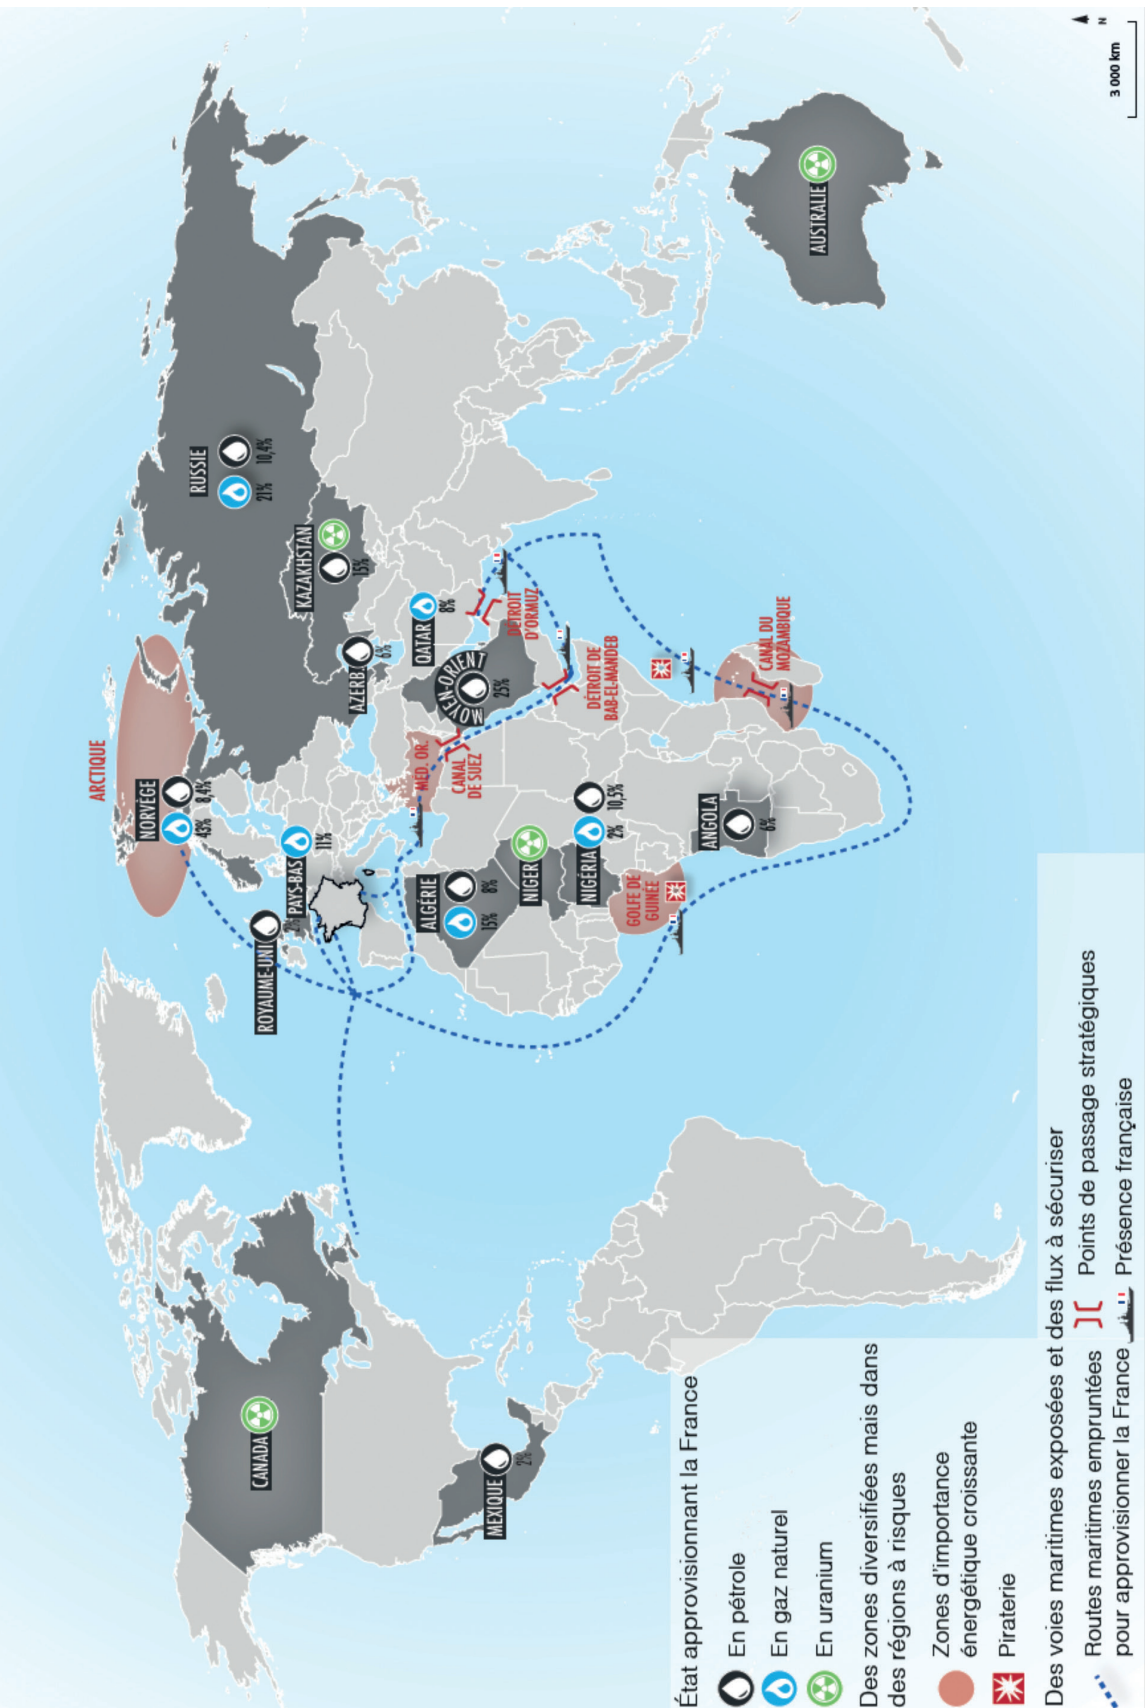 ARCTIQUE
NORVÈGE
43%
8,4%
RUSSIE
21%
10,4%
ROYAUME-UNI
2%
PAYS-BAS
11%
KAZAKHSTAN
15%
AZERB
6%
CANADA
MEXIQUE
2%
ALGÉRIE
15%
8%
MED. OR.
CANAL
DE SUEZ
MOYEN-ORIENT
25%
QATAR
8%
DÉTROIT
D'ORMUZ
DÉTROIT DE
BAB-EL-MANDEB
NIGER
NIGÉRIA
2%
10,5%
GOLFE DE
GUINÉE
ANGOLA
6%
CANAL DU
MOZAMBIQUE
AUSTRALIE
État approvisionnant la France
En pétrole
En gaz naturel
En uranium
Des zones diversifiées mais dans
des régions à risques
Zones d'importance
énergétique croissante
Piraterie
Des voies maritimes exposées et des flux à sécuriser
Routes maritimes empruntées
pour approvisionner la France
Points de passage stratégiques
Présence française
N
3 000 km